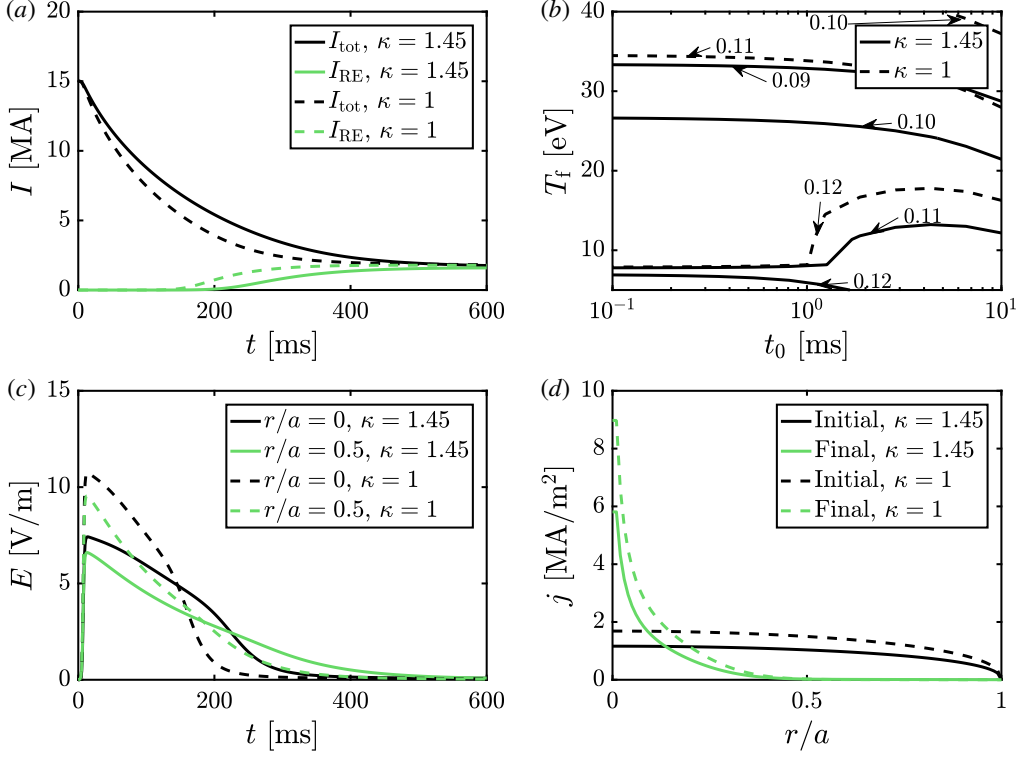 (a)
20
15
10
5
0
I [MA]
I_tot, κ = 1.45
I_RE, κ = 1.45
I_tot, κ = 1
I_RE, κ = 1
0 200 400 600
t [ms]
(b)
40
30
20
10
T_f [eV]
0.10
κ = 1.45
κ = 1
0.11
0.09
0.10
0.12
0.11
0.12
10^−1 10^0 10^1
t_0 [ms]
(c)
15
10
5
0
E [V/m]
r/a = 0, κ = 1.45
r/a = 0.5, κ = 1.45
r/a = 0, κ = 1
r/a = 0.5, κ = 1
0 200 400 600
t [ms]
(d)
10
8
6
4
2
0
j [MA/m²]
Initial, κ = 1.45
Final, κ = 1.45
Initial, κ = 1
Final, κ = 1
0 0.5 1
r/a